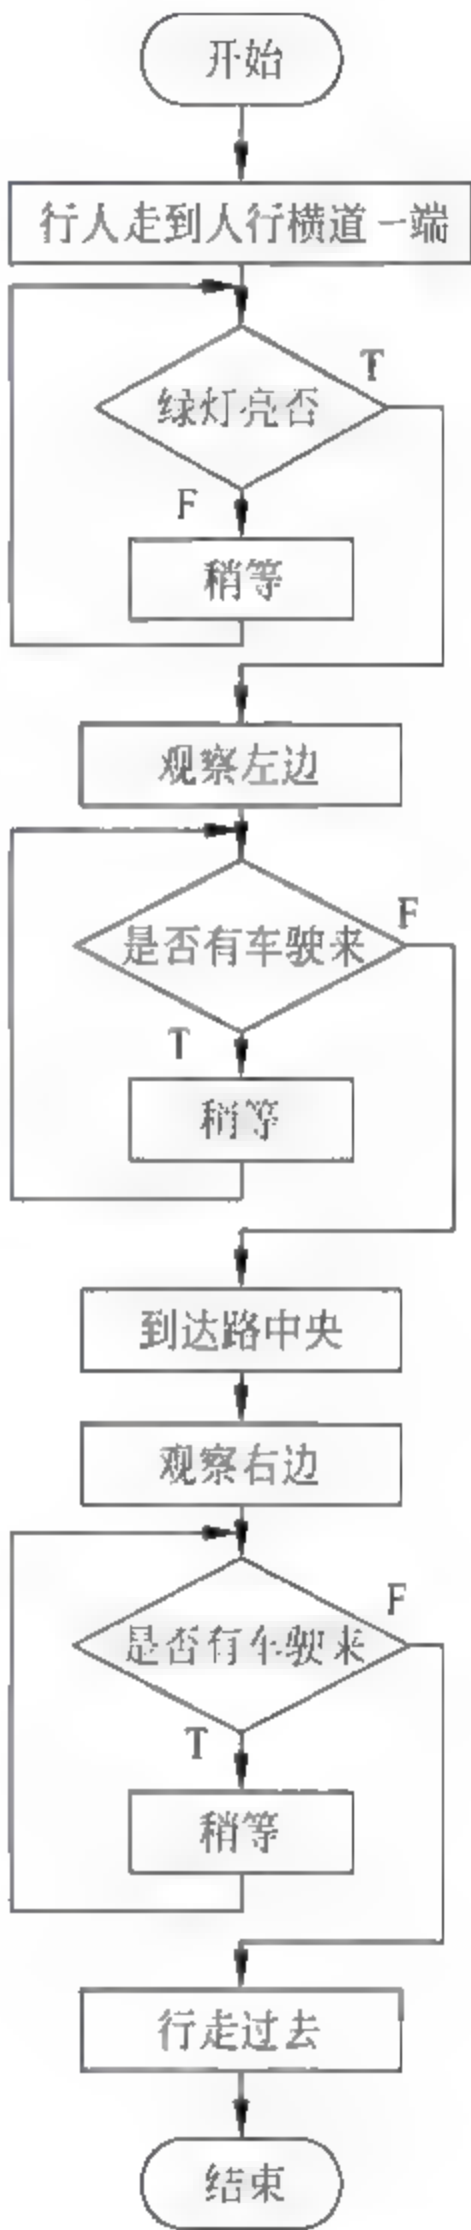 开始
行人走到人行横道一端
绿灯亮否
T
F
稍等
观察左边
是否有车驶来
F
T
稍等
到达路中央
观察右边
是否有车驶来
F
T
稍等
行走过去
结束